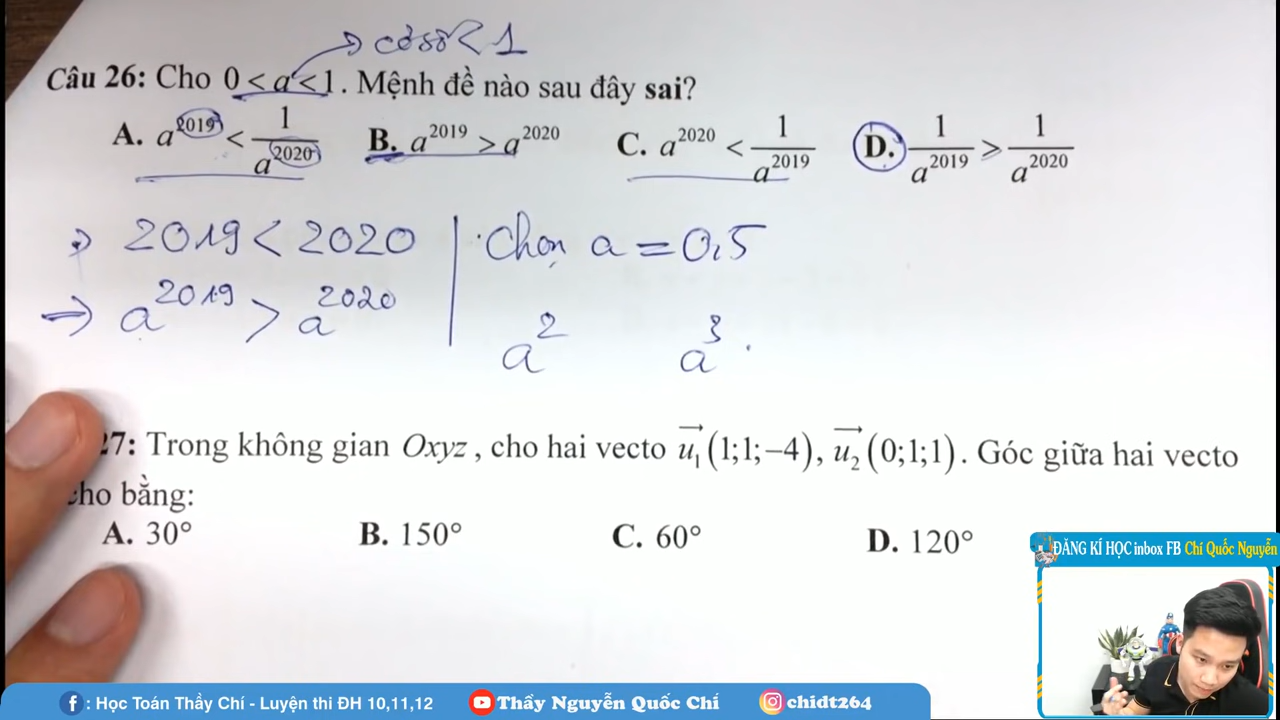 → cơ số < 1
Câu 26: Cho 0 < a < 1. Mệnh đề nào sau đây sai?
A. a^2019 < 1/a^2020 B. a^2019 > a^2020 C. a^2020 < 1/a^2019 D. 1/a^2019 > 1/a^2020
2019 < 2020 | Chọn a = 0,5
⇒ a^2019 > a^2020 | a^2 a^3
27: Trong không gian Oxyz, cho hai vecto u₁→(1;1;−4), u₂→(0;1;1). Góc giữa hai vecto
cho bằng:
A. 30° B. 150° C. 60° D. 120°
ĐĂNG KÍ HỌC inbox FB Chí Quốc Nguyễn
: Học Toán Thầy Chí - Luyện thi ĐH 10,11,12 Thầy Nguyễn Quốc Chí chidt264